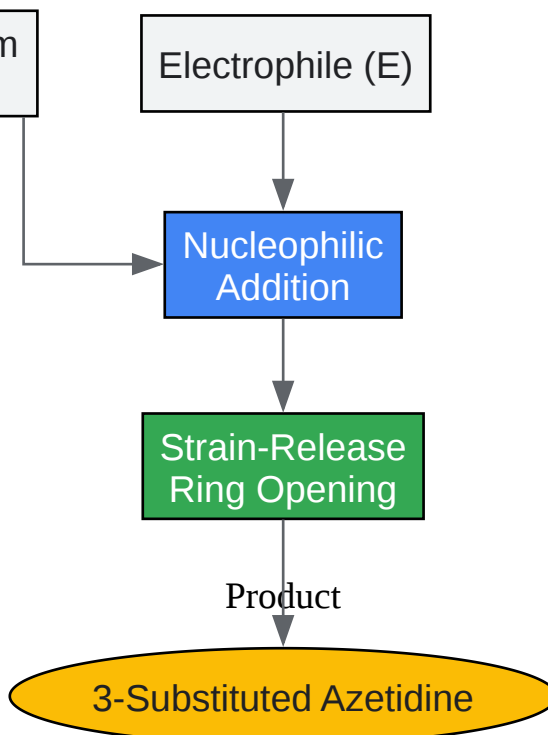 m
Electrophile (E)
Nucleophilic
Addition
Strain-Release
Ring Opening
Product
3-Substituted Azetidine